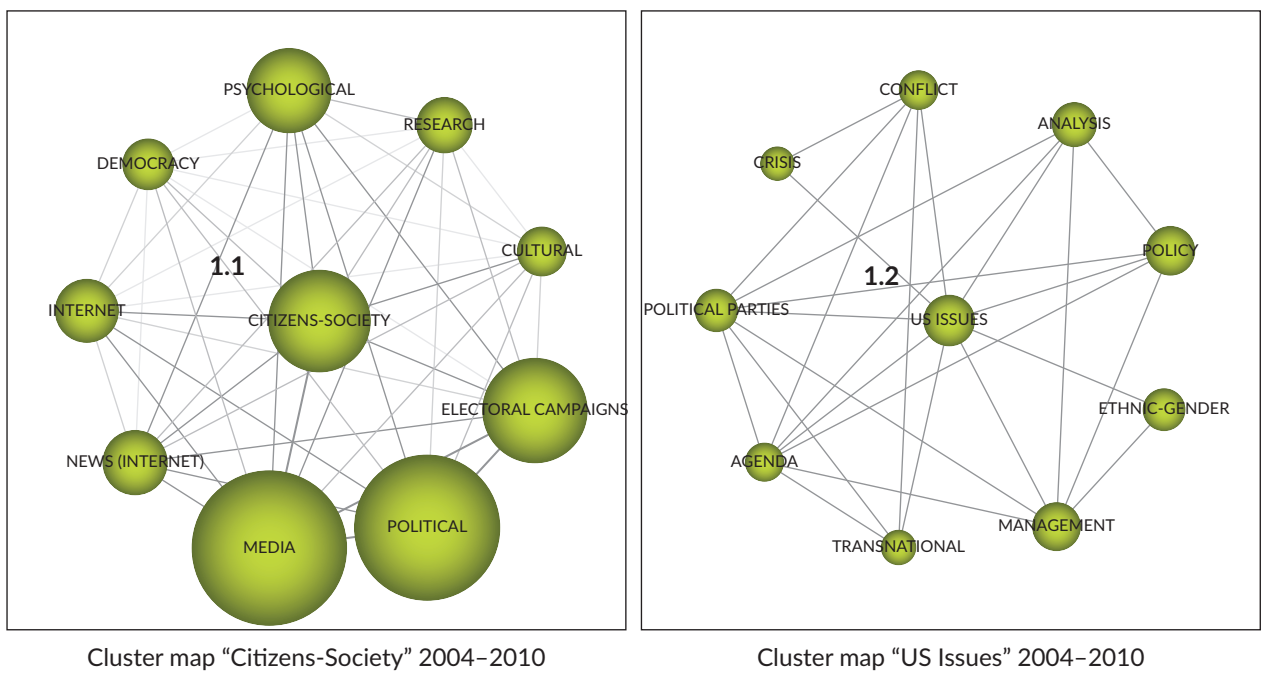 PSYCHOLOGICAL
RESEARCH
DEMOCRACY
CULTURAL
1.1
INTERNET
CITIZENS-SOCIETY
ELECTORAL CAMPAIGNS
NEWS (INTERNET)
POLITICAL
MEDIA
Cluster map “Citizens-Society” 2004–2010
CONFLICT
ANALYSIS
CRISIS
POLICY
1.2
POLITICAL PARTIES
US ISSUES
ETHNIC-GENDER
AGENDA
MANAGEMENT
TRANSNATIONAL
Cluster map “US Issues” 2004–2010